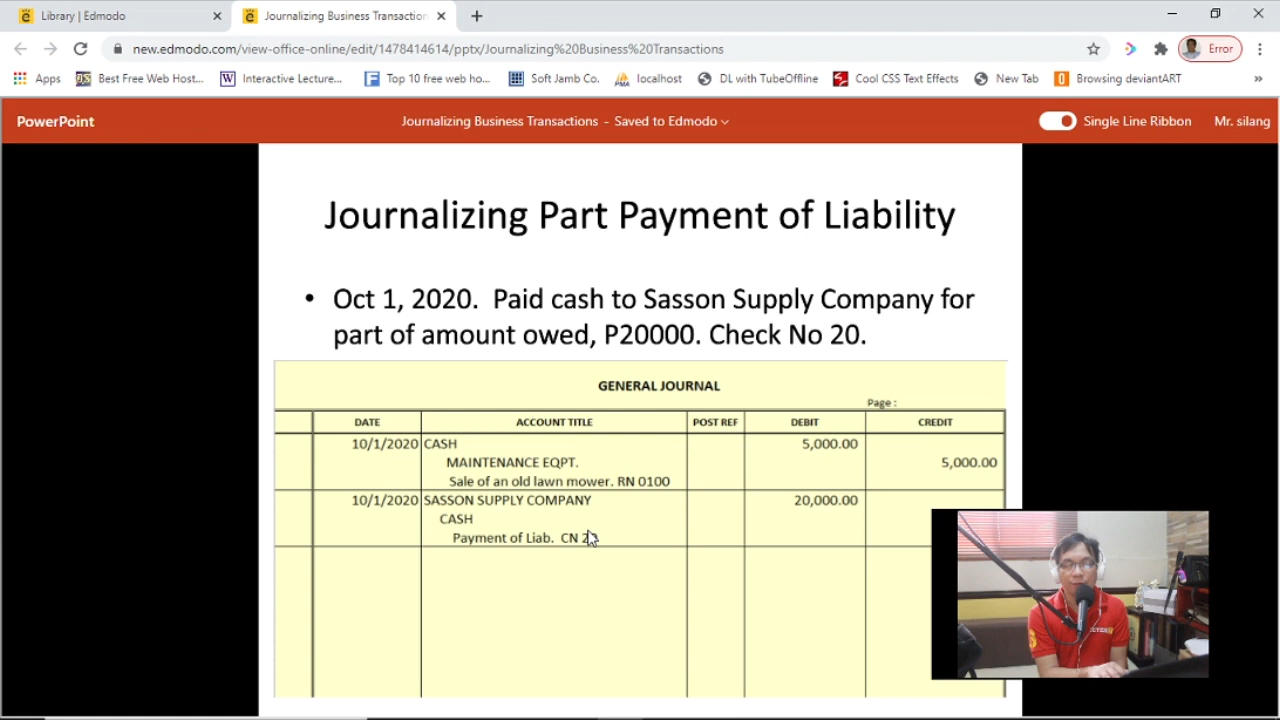 Library | Edmodo
Journalizing Business Transaction
new.edmodo.com/view-office-online/edit/1478414614/pptx/Journalizing%20Business%20Transactions
Error
Apps
Best Free Web Host...
Interactive Lecture...
Top 10 free web ho...
Soft Jamb Co.
localhost
DL with TubeOffline
Cool CSS Text Effects
New Tab
Browsing deviantART
PowerPoint
Journalizing Business Transactions - Saved to Edmodo
Single Line Ribbon
Mr. silang
Journalizing Part Payment of Liability
• Oct 1, 2020. Paid cash to Sasson Supply Company for
part of amount owed, P20000. Check No 20.
GENERAL JOURNAL
Page :
DATE ACCOUNT TITLE POST REF DEBIT CREDIT
10/1/2020 CASH 5,000.00
MAINTENANCE EQPT. 5,000.00
Sale of an old lawn mower. RN 0100
10/1/2020 SASSON SUPPLY COMPANY 20,000.00
CASH
Payment of Liab. CN